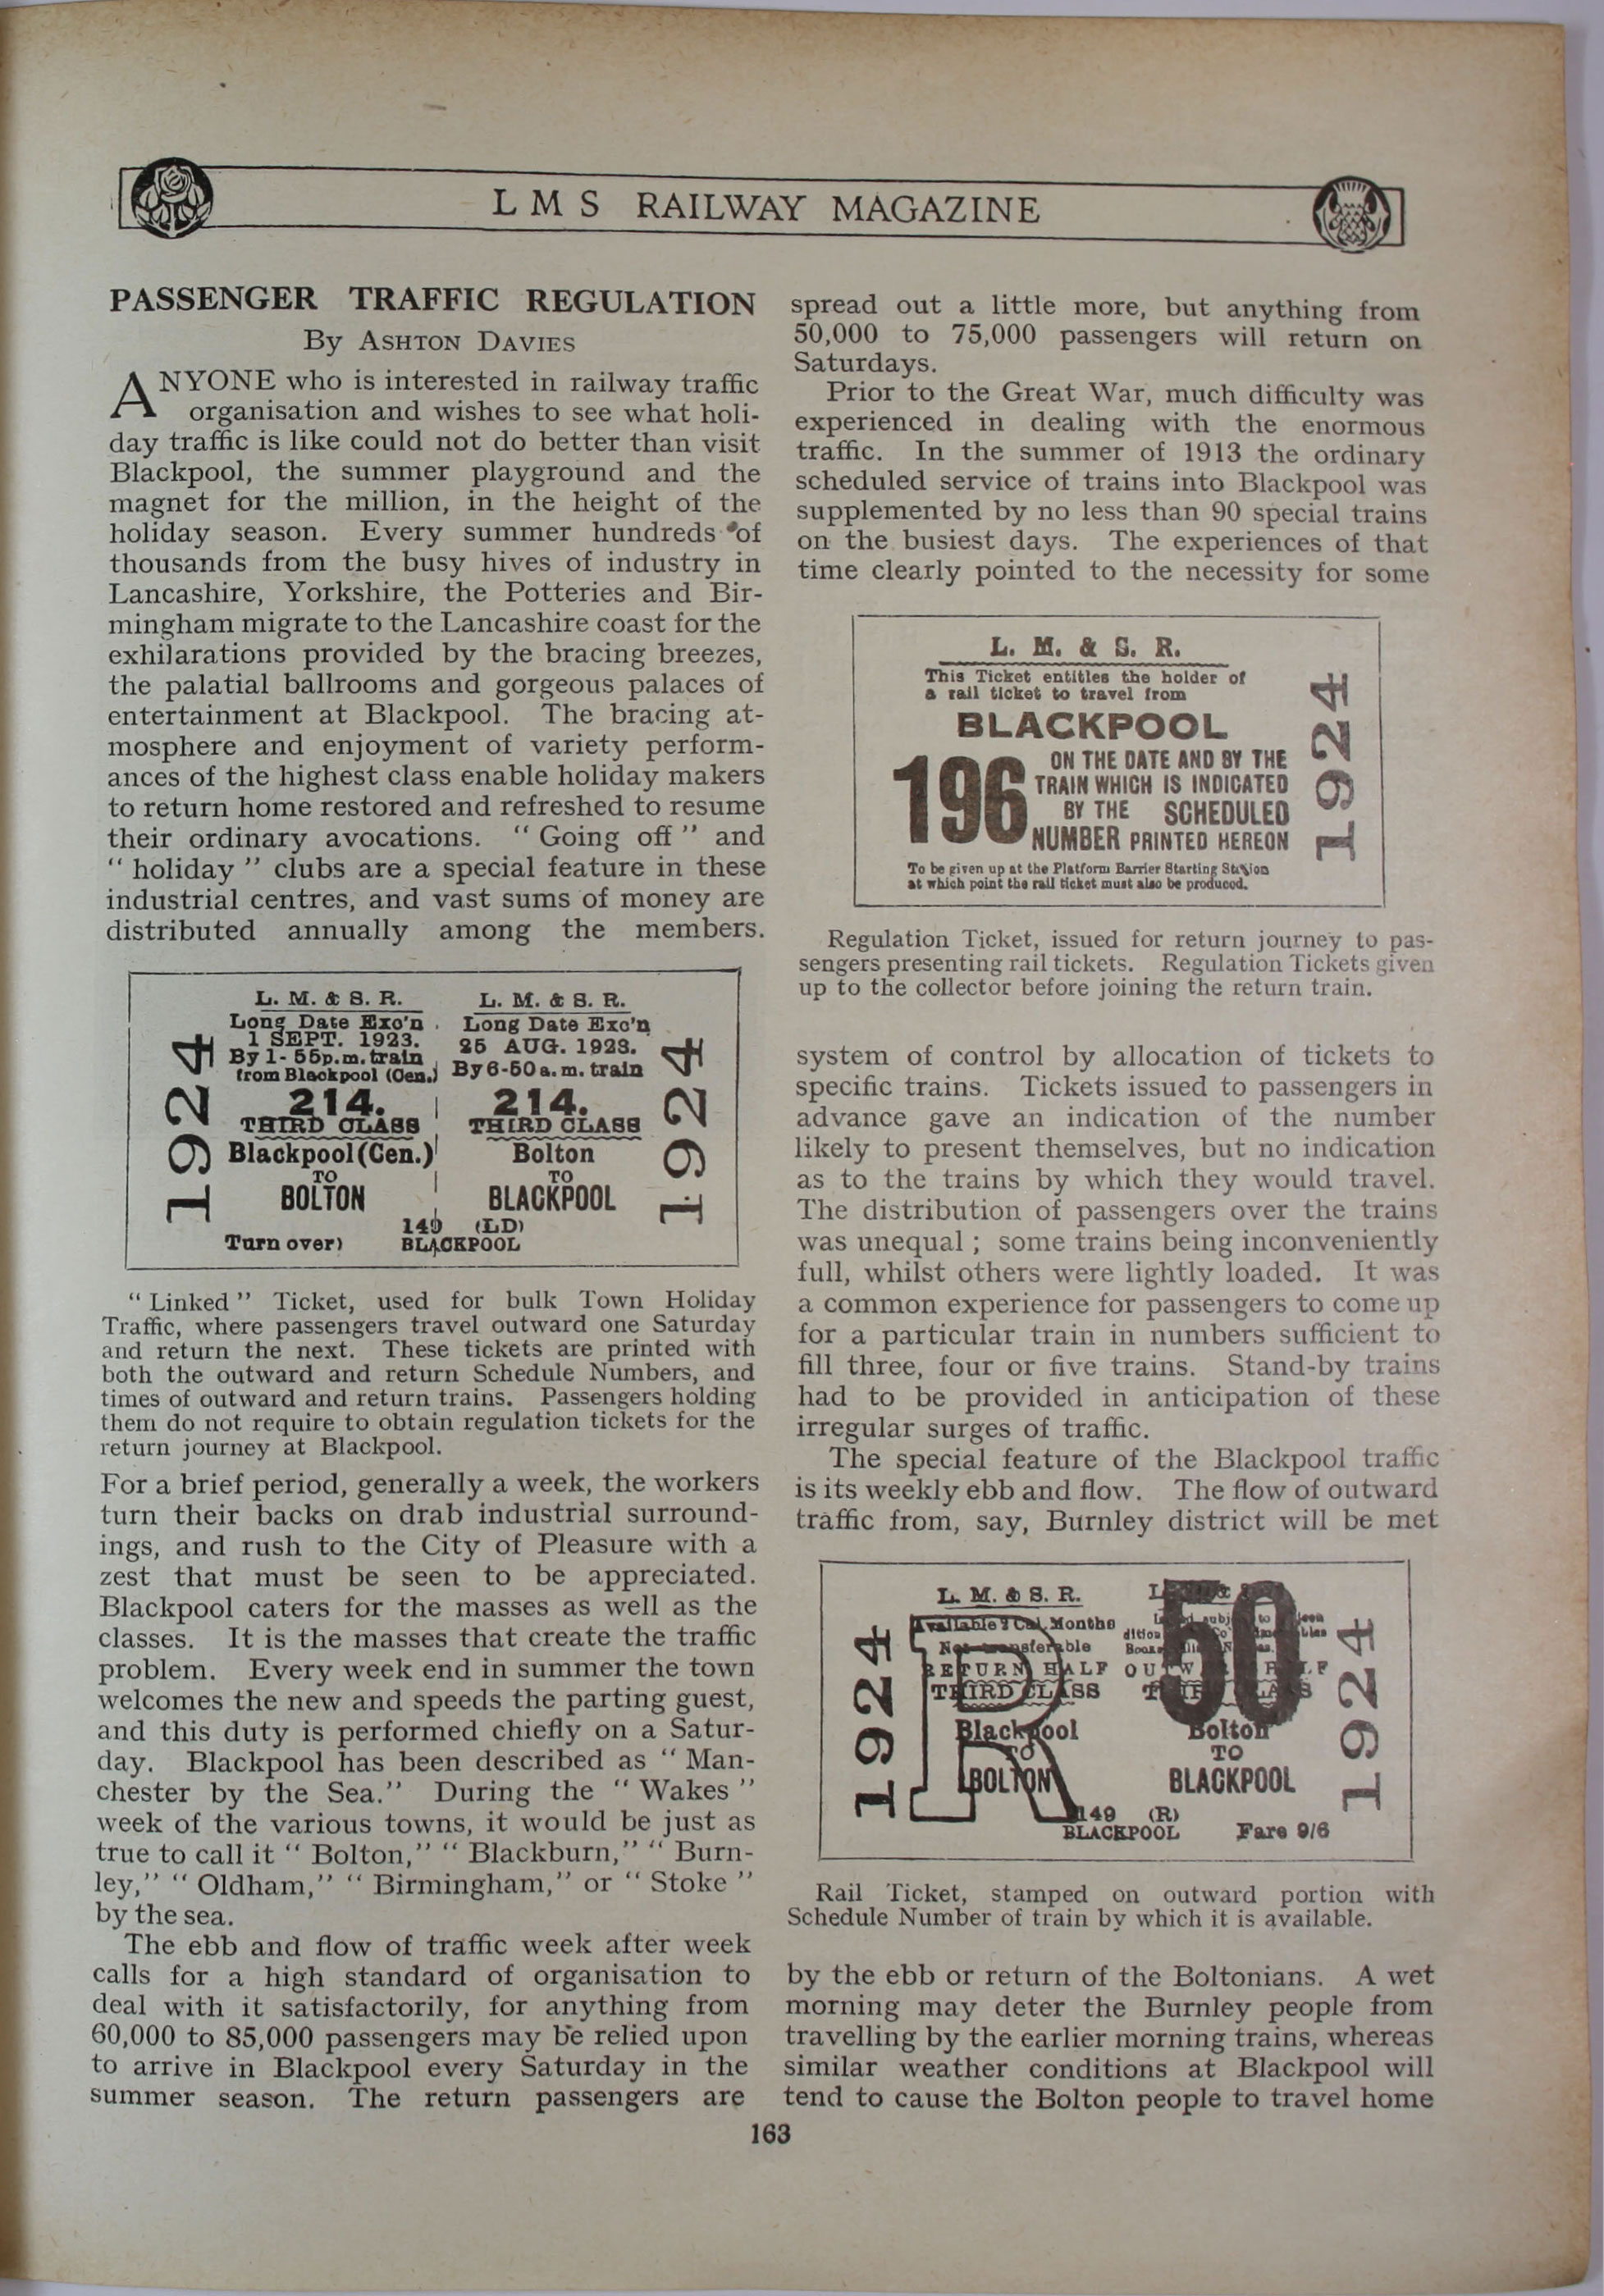 LMS RAILWAY MAGAZINE
PASSENGER TRAFFIC REGULATION
By ASHTON DAVIES
ANYONE who is interested in railway traffic
organisation and wishes to see what holi-
day traffic is like could not do better than visit
Blackpool, the summer playground and the
magnet for the million, in the height of the
holiday season. Every summer hundreds of
thousands from the busy hives of industry in
Lancashire, Yorkshire, the Potteries and Bir-
mingham migrate to the Lancashire coast for the
exhilarations provided by the bracing breezes,
the palatial ballrooms and gorgeous palaces of
entertainment at Blackpool. The bracing at-
mosphere and enjoyment of variety perform-
ances of the highest class enable holiday makers
to return home restored and refreshed to resume
their ordinary avocations. “ Going off ” and
“ holiday ” clubs are a special feature in these
industrial centres, and vast sums of money are
distributed annually among the members.
1924
L. M. & S. R.
Long Date Exc'n
1 SEPT. 1923.
By 1-55p.m. train
from Blackpool (Cen.)
214.
THIRD CLASS
Blackpool (Cen.)
TO
BOLTON
Turn over)
L. M. & S. R.
Long Date Exc'n
25 AUG. 1923.
By 6-50 a.m. train
214.
THIRD CLASS
Bolton
TO
BLACKPOOL
149 (LD)
BLACKPOOL
1924
“ Linked ” Ticket, used for bulk Town Holiday
Traffic, where passengers travel outward one Saturday
and return the next. These tickets are printed with
both the outward and return Schedule Numbers, and
times of outward and return trains. Passengers holding
them do not require to obtain regulation tickets for the
return journey at Blackpool.
For a brief period, generally a week, the workers
turn their backs on drab industrial surround-
ings, and rush to the City of Pleasure with a
zest that must be seen to be appreciated.
Blackpool caters for the masses as well as the
classes. It is the masses that create the traffic
problem. Every week end in summer the town
welcomes the new and speeds the parting guest,
and this duty is performed chiefly on a Satur-
day. Blackpool has been described as “ Man-
chester by the Sea.” During the “ Wakes ”
week of the various towns, it would be just as
true to call it “ Bolton,” “ Blackburn,” “ Burn-
ley,” “ Oldham,” “ Birmingham,” or “ Stoke ”
by the sea.
The ebb and flow of traffic week after week
calls for a high standard of organisation to
deal with it satisfactorily, for anything from
60,000 to 85,000 passengers may be relied upon
to arrive in Blackpool every Saturday in the
summer season. The return passengers are
spread out a little more, but anything from
50,000 to 75,000 passengers will return on
Saturdays.
Prior to the Great War, much difficulty was
experienced in dealing with the enormous
traffic. In the summer of 1913 the ordinary
scheduled service of trains into Blackpool was
supplemented by no less than 90 special trains
on the busiest days. The experiences of that
time clearly pointed to the necessity for some
L. M. & S. R.
This Ticket entitles the holder of
a rail ticket to travel from
BLACKPOOL
196
ON THE DATE AND BY THE
TRAIN WHICH IS INDICATED
BY THE SCHEDULED
NUMBER PRINTED HEREON
To be given up at the Platform Barrier Starting Station
at which point the rail ticket must also be produced.
1924
Regulation Ticket, issued for return journey to pas-
sengers presenting rail tickets. Regulation Tickets given
up to the collector before joining the return train.
system of control by allocation of tickets to
specific trains. Tickets issued to passengers in
advance gave an indication of the number
likely to present themselves, but no indication
as to the trains by which they would travel.
The distribution of passengers over the trains
was unequal ; some trains being inconveniently
full, whilst others were lightly loaded. It was
a common experience for passengers to come up
for a particular train in numbers sufficient to
fill three, four or five trains. Stand-by trains
had to be provided in anticipation of these
irregular surges of traffic.
The special feature of the Blackpool traffic
is its weekly ebb and flow. The flow of outward
traffic from, say, Burnley district will be met
1924
L. M. & S. R.
Available Cal. Months
Not transferable
RETURN HALF
THIRD CLASS
Blackpool
TO
BOLTON
R
50
OUTWARD HALF
THIRD CLASS
Bolton
TO
BLACKPOOL
149 (R)
BLACKPOOL
Fare 9/6
1924
Rail Ticket, stamped on outward portion with
Schedule Number of train by which it is available.
by the ebb or return of the Boltonians. A wet
morning may deter the Burnley people from
travelling by the earlier morning trains, whereas
similar weather conditions at Blackpool will
tend to cause the Bolton people to travel home
163